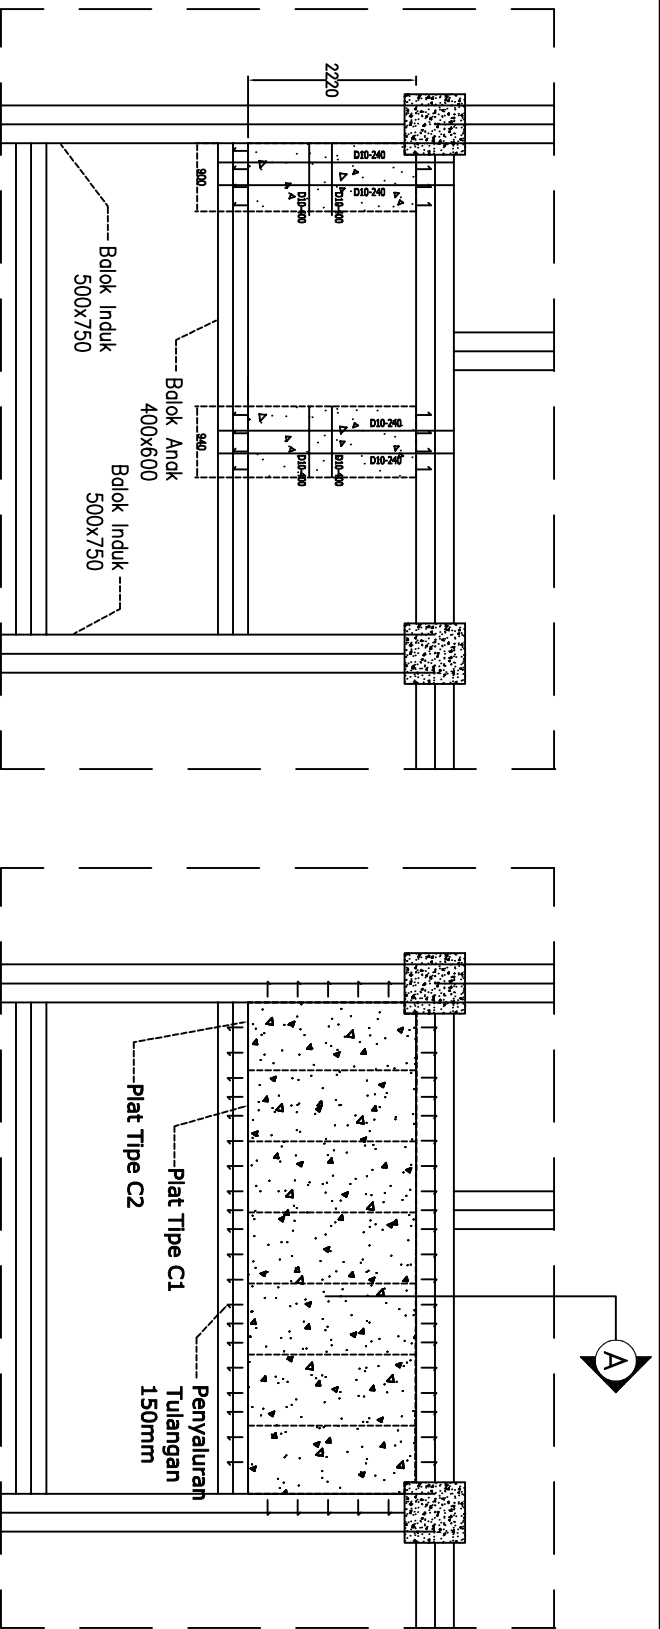 2220
D10-240
D10-240
D10-400
D10-400
900
Balok Induk
500x750
Balok Anak
400x600
D10-240
D10-240
D10-400
D10-400
940
Balok Induk
500x750
Plat Tipe C2
Plat Tipe C1
Penyaluran
Tulangan
150mm
A